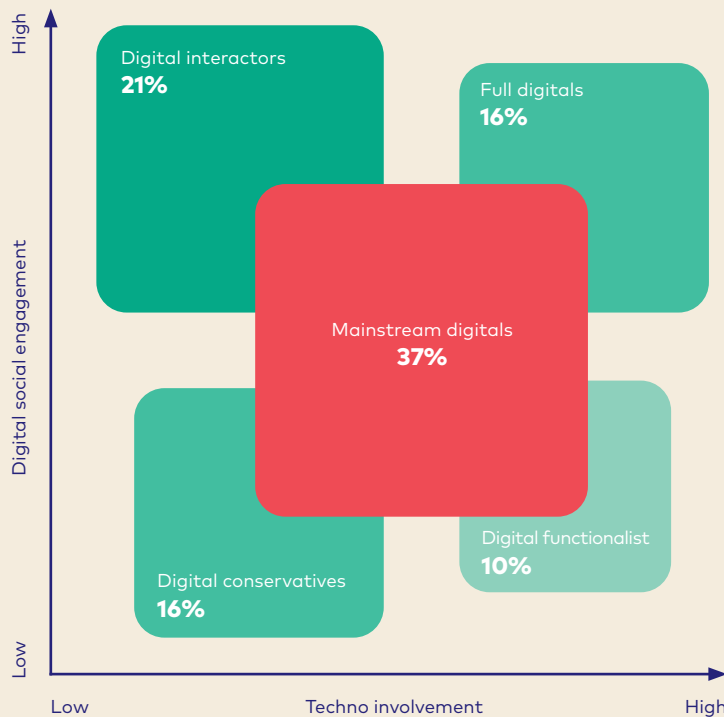 High
Digital interactors
21%
Full digitals
16%
Mainstream digitals
37%
Digital social engagement
Digital functionalist
10%
Digital conservatives
16%
Low
Low
Techno involvement
High